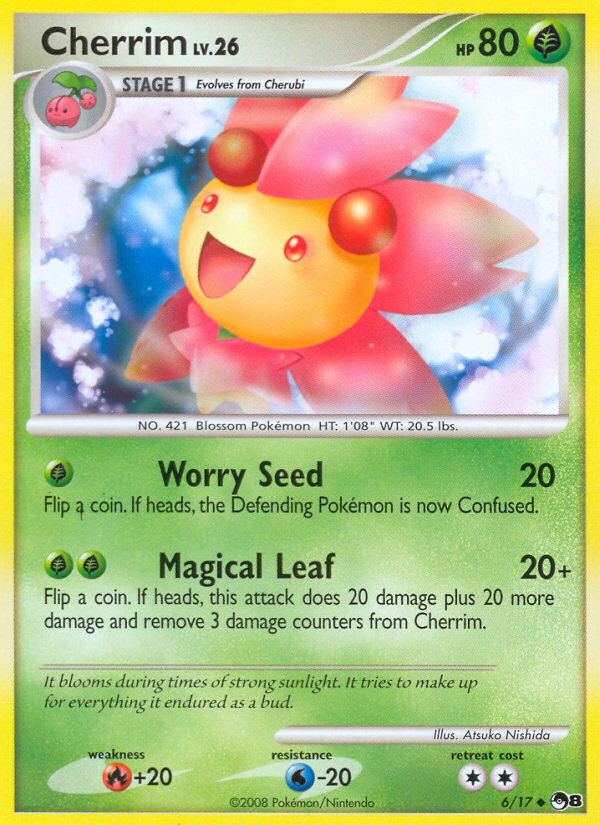 Cherrim LV.26
HP 80
STAGE 1 Evolves from Cherubi
NO. 421 Blossom Pokémon HT: 1'08" WT: 20.5 lbs.
Worry Seed 20
Flip a coin. If heads, the Defending Pokémon is now Confused.
Magical Leaf 20+
Flip a coin. If heads, this attack does 20 damage plus 20 more
damage and remove 3 damage counters from Cherrim.
It blooms during times of strong sunlight. It tries to make up
for everything it endured as a bud.
Illus. Atsuko Nishida
weakness resistance retreat cost
+20 -20
©2008 Pokémon/Nintendo 6/17 8